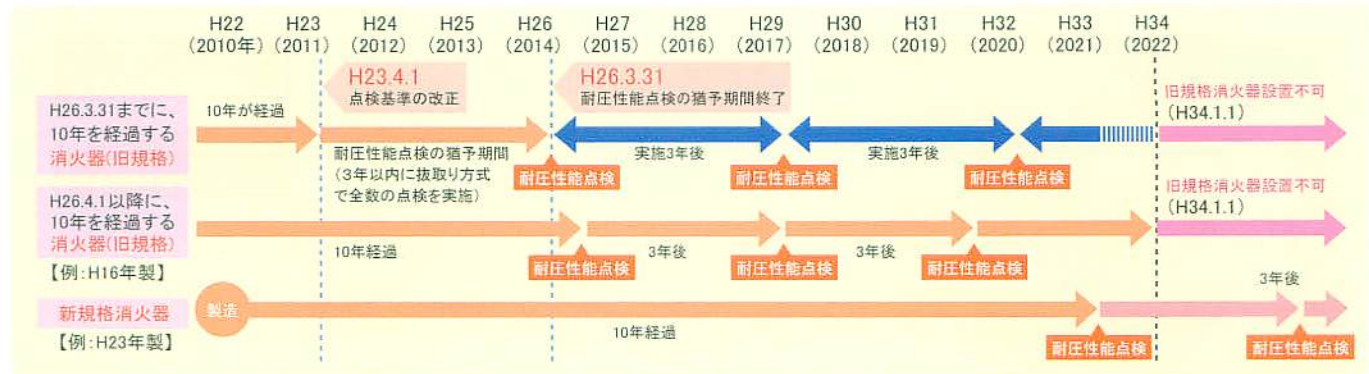 H22 H23 H24 H25 H26 H27 H28 H29 H30 H31 H32 H33 H34
(2010年) (2011) (2012) (2013) (2014) (2015) (2016) (2017) (2018) (2019) (2020) (2021) (2022)
H23.4.1
点検基準の改正
H26.3.31
耐圧性能点検の猶予期間終了
H26.3.31までに、
10年を経過する
消火器(旧規格)
10年が経過
耐圧性能点検の猶予期間
(3年以内に抜取り方式
で全数の点検を実施)
耐圧性能点検
実施3年後
耐圧性能点検
実施3年後
耐圧性能点検
旧規格消火器設置不可
(H34.1.1)
H26.4.1以降に、
10年を経過する
消火器(旧規格)
【例:H16年製】
10年経過
耐圧性能点検
3年後
耐圧性能点検
3年後
耐圧性能点検
旧規格消火器設置不可
(H34.1.1)
新規格消火器
【例:H23年製】
製造
10年経過
耐圧性能点検
3年後
耐圧性能点検